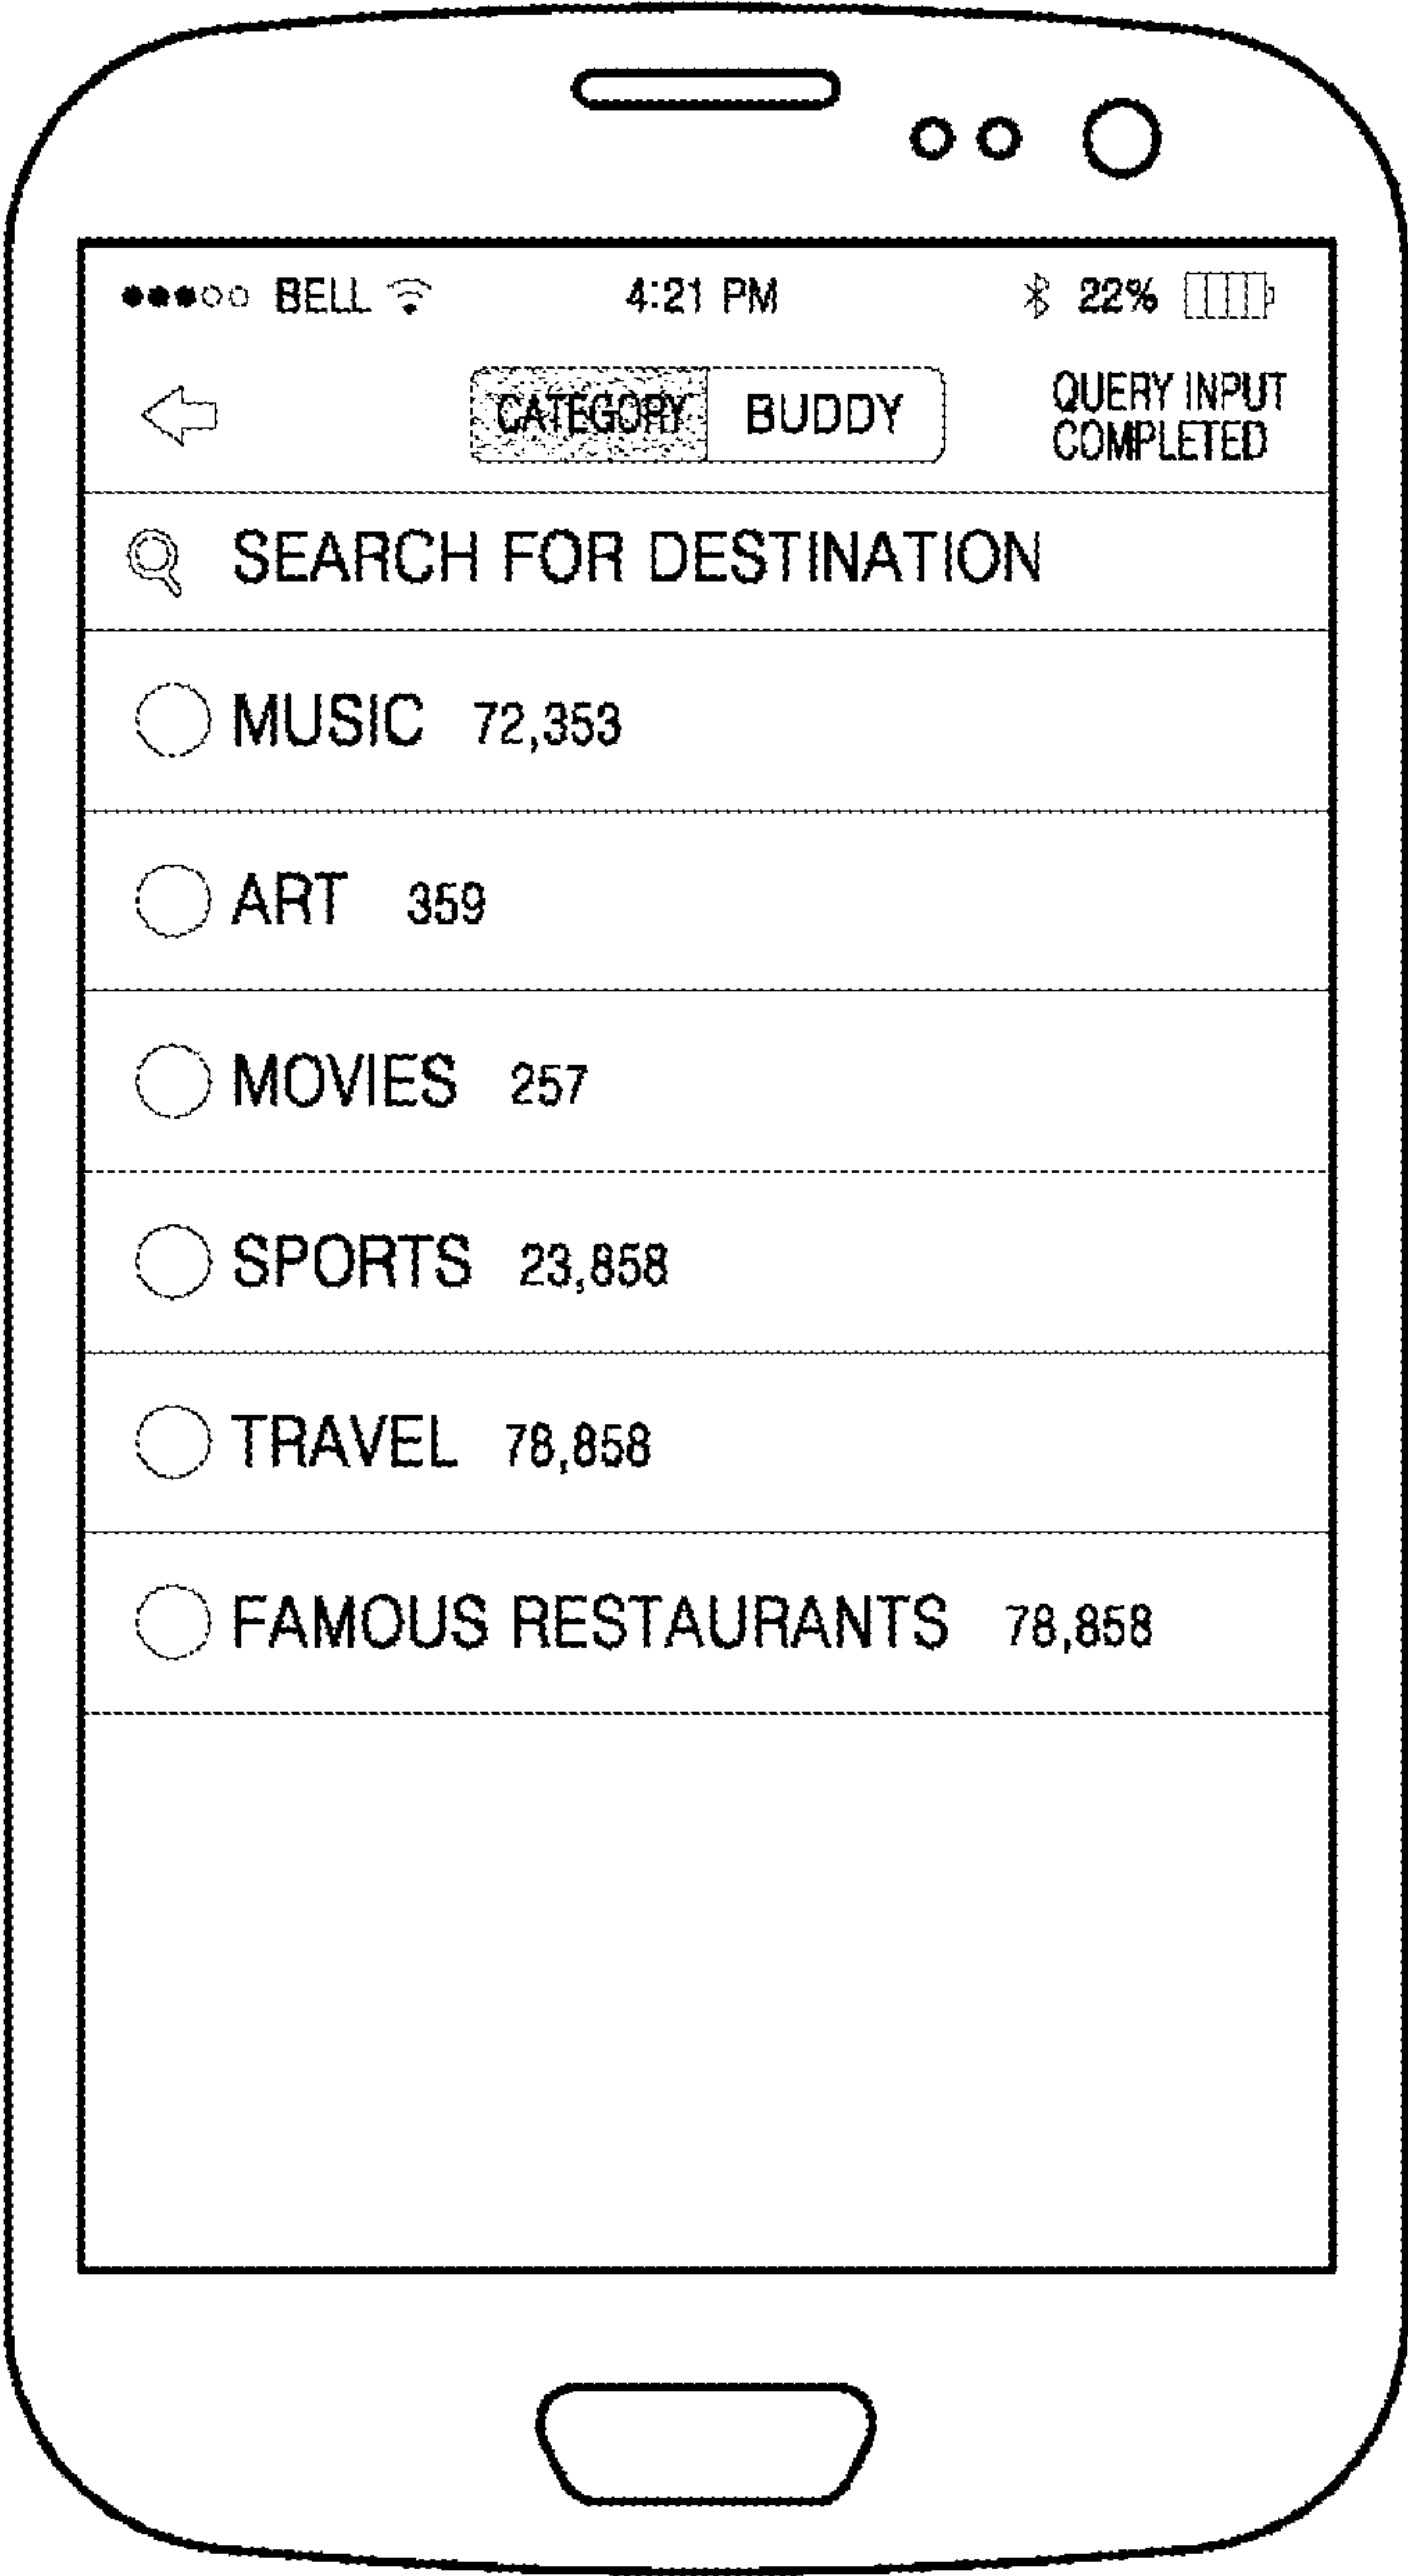 BELL 4:21 PM 22%
CATEGORY BUDDY QUERY INPUT
COMPLETED
SEARCH FOR DESTINATION
MUSIC 72,353
ART 359
MOVIES 257
SPORTS 23,858
TRAVEL 78,858
FAMOUS RESTAURANTS 78,858